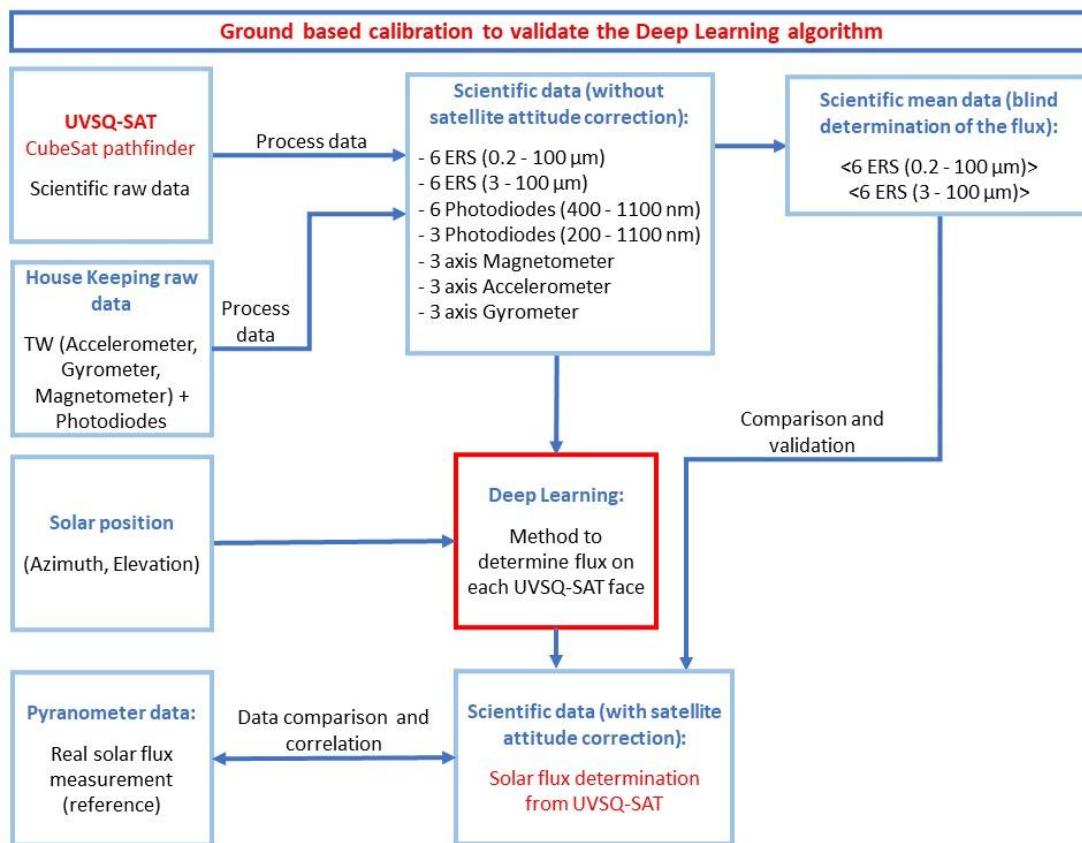 Ground based calibration to validate the Deep Learning algorithm
UVSQ-SAT
CubeSat pathfinder
Scientific raw data
Process data
Scientific data (without
satellite attitude correction):
- 6 ERS (0.2 - 100 µm)
- 6 ERS (3 - 100 µm)
- 6 Photodiodes (400 - 1100 nm)
- 3 Photodiodes (200 - 1100 nm)
- 3 axis Magnetometer
- 3 axis Accelerometer
- 3 axis Gyrometer
Scientific mean data (blind
determination of the flux):
<6 ERS (0.2 - 100 µm)>
<6 ERS (3 - 100 µm)>
House Keeping raw
data
TW (Accelerometer,
Gyrometer,
Magnetometer) +
Photodiodes
Process
data
Comparison and
validation
Solar position
(Azimuth, Elevation)
Deep Learning:
Method to
determine flux on
each UVSQ-SAT face
Pyranometer data:
Real solar flux
measurement
(reference)
Data comparison and
correlation
Scientific data (with satellite
attitude correction):
Solar flux determination
from UVSQ-SAT